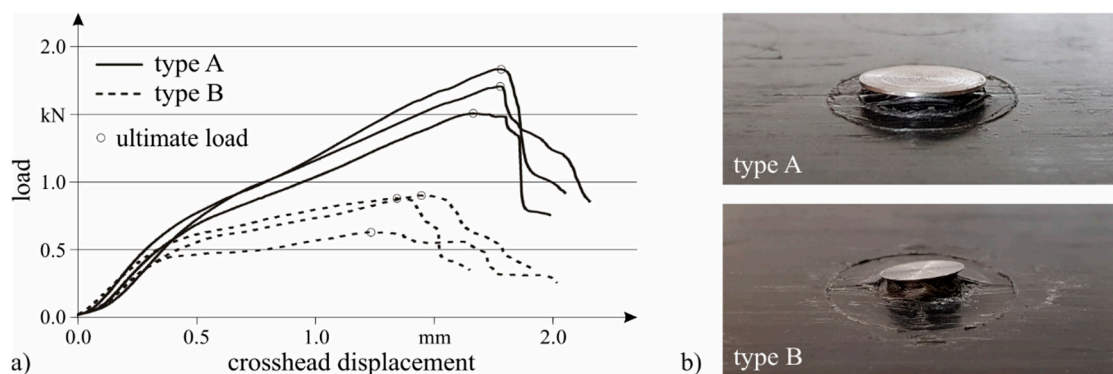 2.0
type A
type B
kN
ultimate load
load
1.0
0.5
0.0
0.0 0.5 1.0 mm 2.0
a) crosshead displacement
type A
b) type B